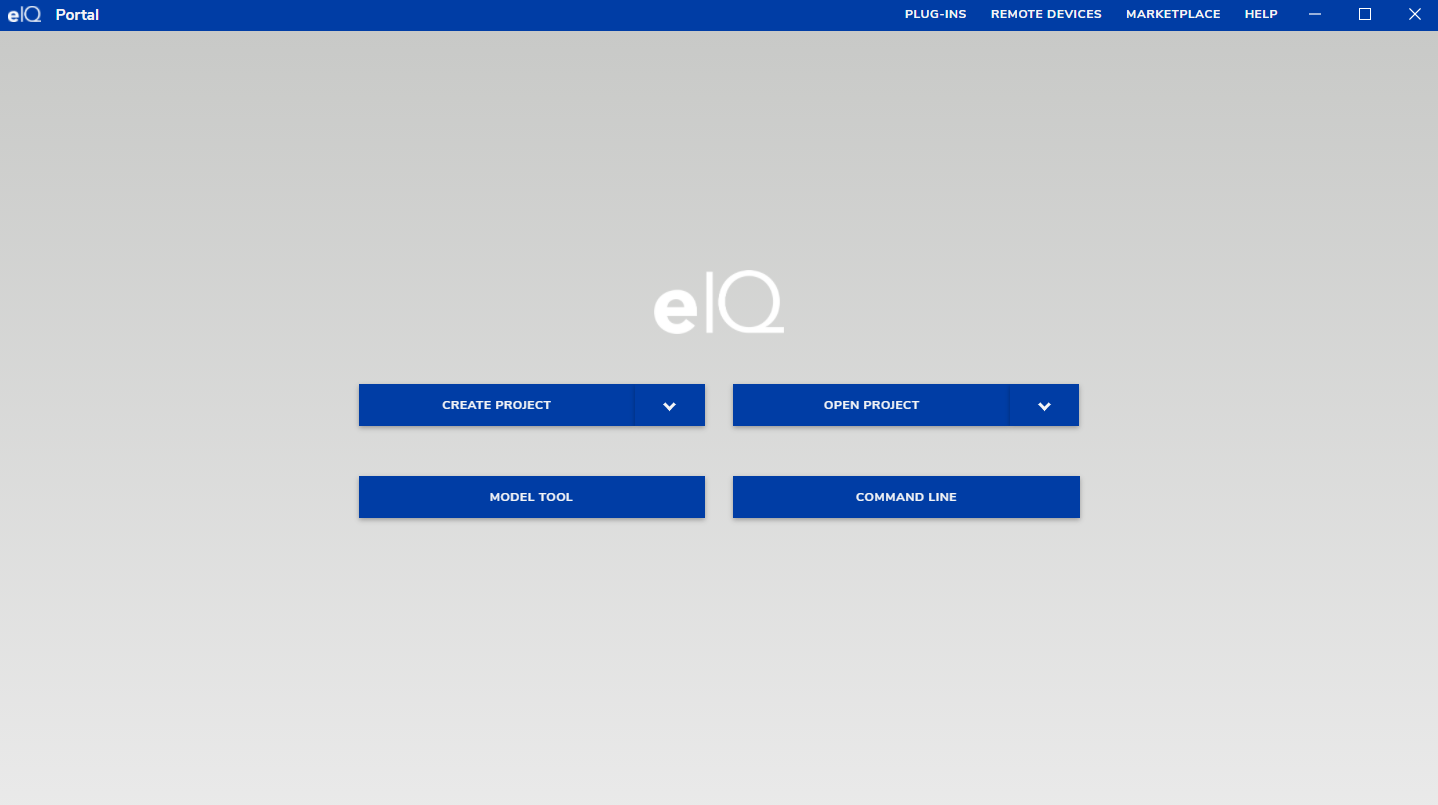 eIQ Portal PLUG-INS REMOTE DEVICES MARKETPLACE HELP
eIQ
CREATE PROJECT OPEN PROJECT
MODEL TOOL COMMAND LINE